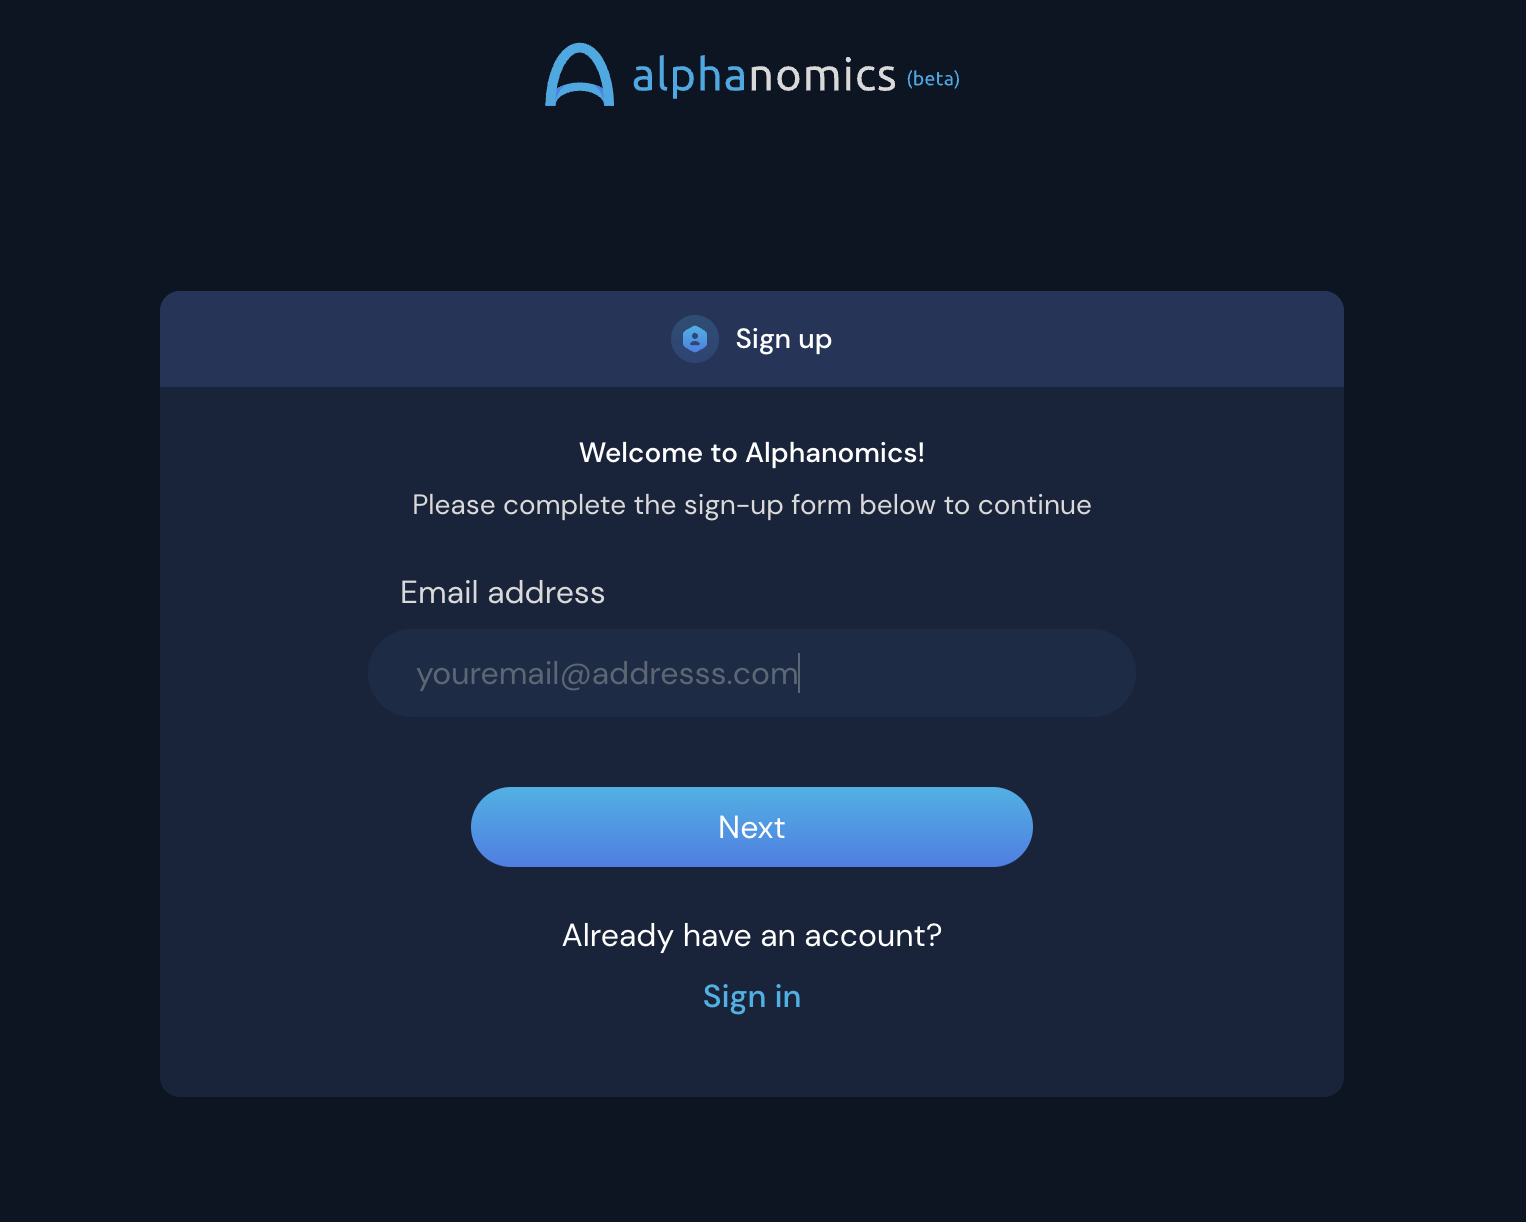 alphanomics (beta)
Sign up
Welcome to Alphanomics!
Please complete the sign-up form below to continue
Email address
youremail@addresss.com
Next
Already have an account?
Sign in